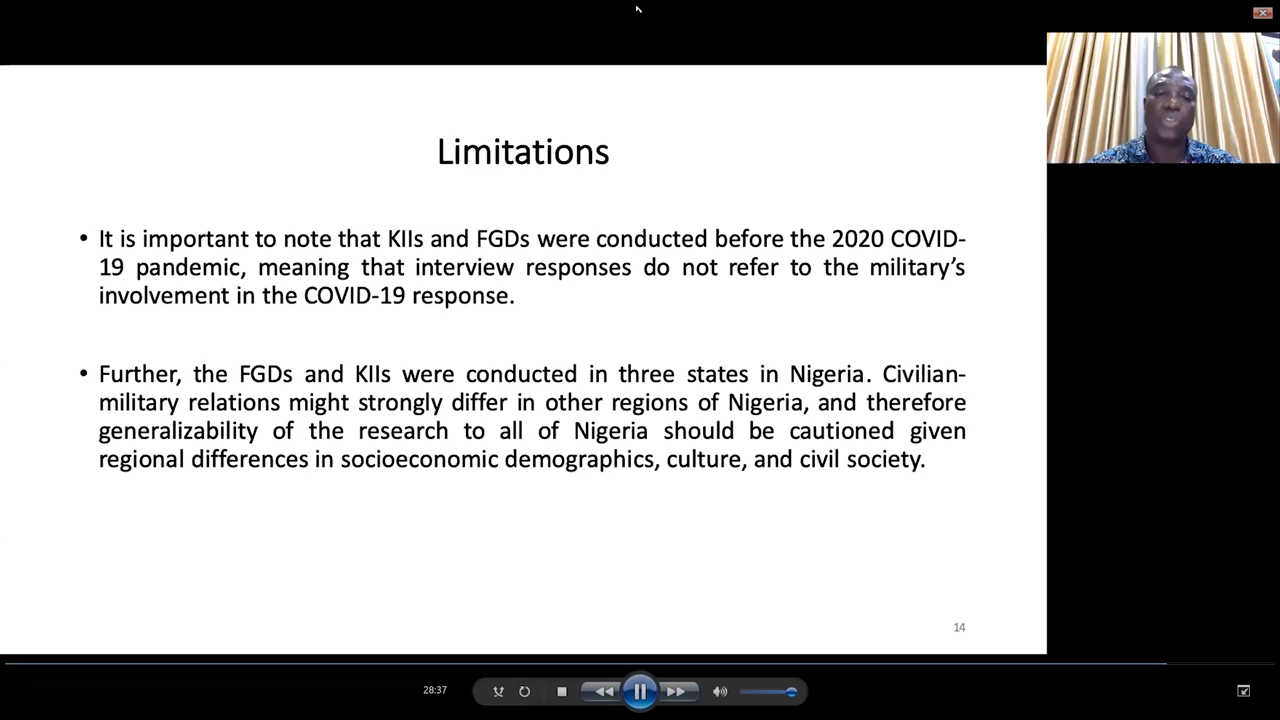 Limitations
• It is important to note that KIIs and FGDs were conducted before the 2020 COVID-
19 pandemic, meaning that interview responses do not refer to the military’s
involvement in the COVID-19 response.
• Further, the FGDs and KIIs were conducted in three states in Nigeria. Civilian-
military relations might strongly differ in other regions of Nigeria, and therefore
generalizability of the research to all of Nigeria should be cautioned given
regional differences in socioeconomic demographics, culture, and civil society.
14
28:37